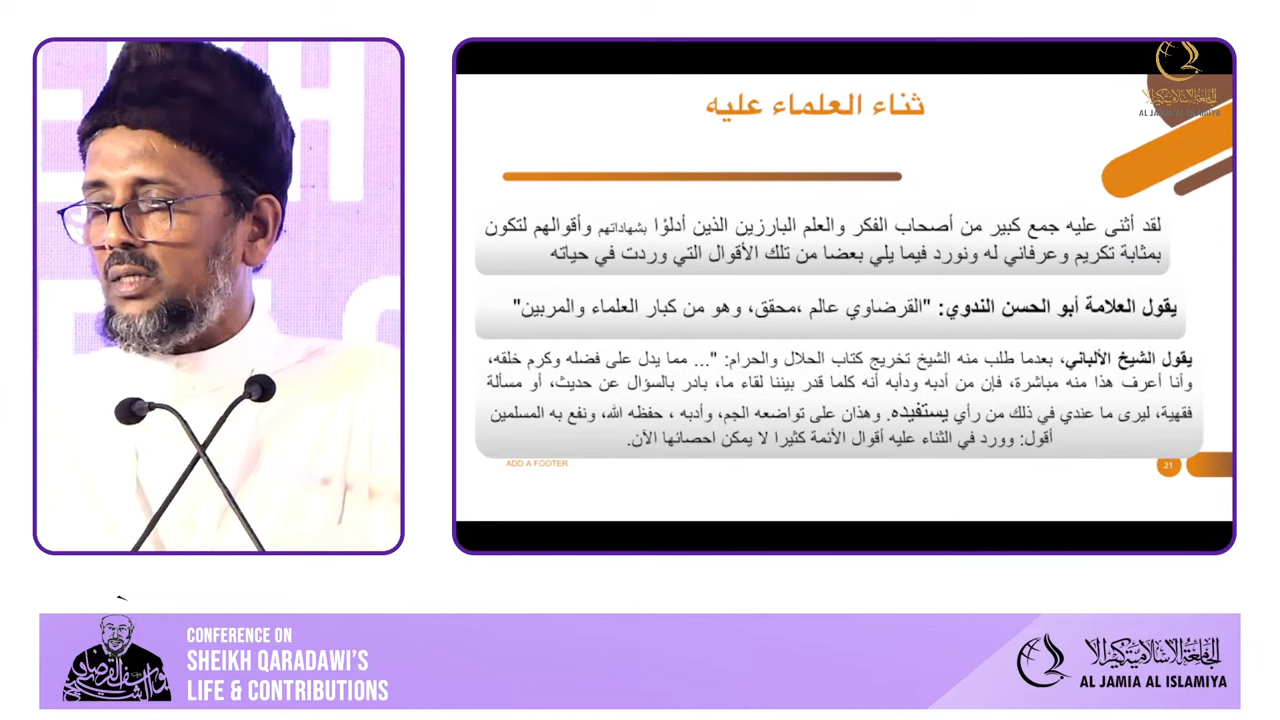 ثناء العلماء عليه
AL JAMIA AL ISLAMIYA
لقد أثنى عليه جمع كبير من أصحاب الفكر والعلم البارزين الذين أدلؤا بشهاداتهم وأقوالهم لتكون
بمثابة تكريم وعرفاني له ونورد فيما يلي بعضا من تلك الأقوال التي وردت في حياته
يقول العلامة أبو الحسن الندوي: "القرضاوي عالم ،محقق، وهو من كبار العلماء والمربين"
يقول الشيخ الألباني، بعدما طلب منه الشيخ تخريج كتاب الحلال والحرام: "... مما يدل على فضله وكرم خلقه،
وأنا أعرف هذا منه مباشرة، فإن من أدبه ودأبه أنه كلما قدر بيننا لقاء ما، بادر بالسؤال عن حديث، أو مسألة
فقهية، ليرى ما عندي في ذلك من رأي يستفيده. وهذان على تواضعه الجم، وأدبه ، حفظه الله، ونفع به المسلمين
أقول: وورد في الثناء عليه أقوال الأئمة كثيرا لا يمكن احصائها الآن.
ADD A FOOTER
21
CONFERENCE ON
SHEIKH QARADAWI'S
LIFE & CONTRIBUTIONS
الجامعة الإسلامية كيرالا
AL JAMIA AL ISLAMIYA